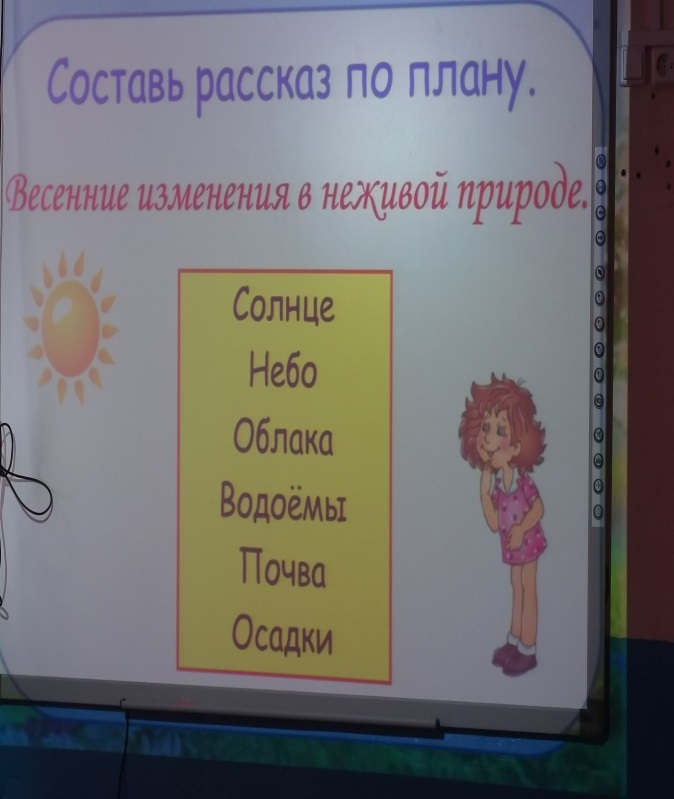 Составь рассказ по плану.
Весенние изменения в неживой природе.
Солнце
Небо
Облака
Водоёмы
Почва
Осадки